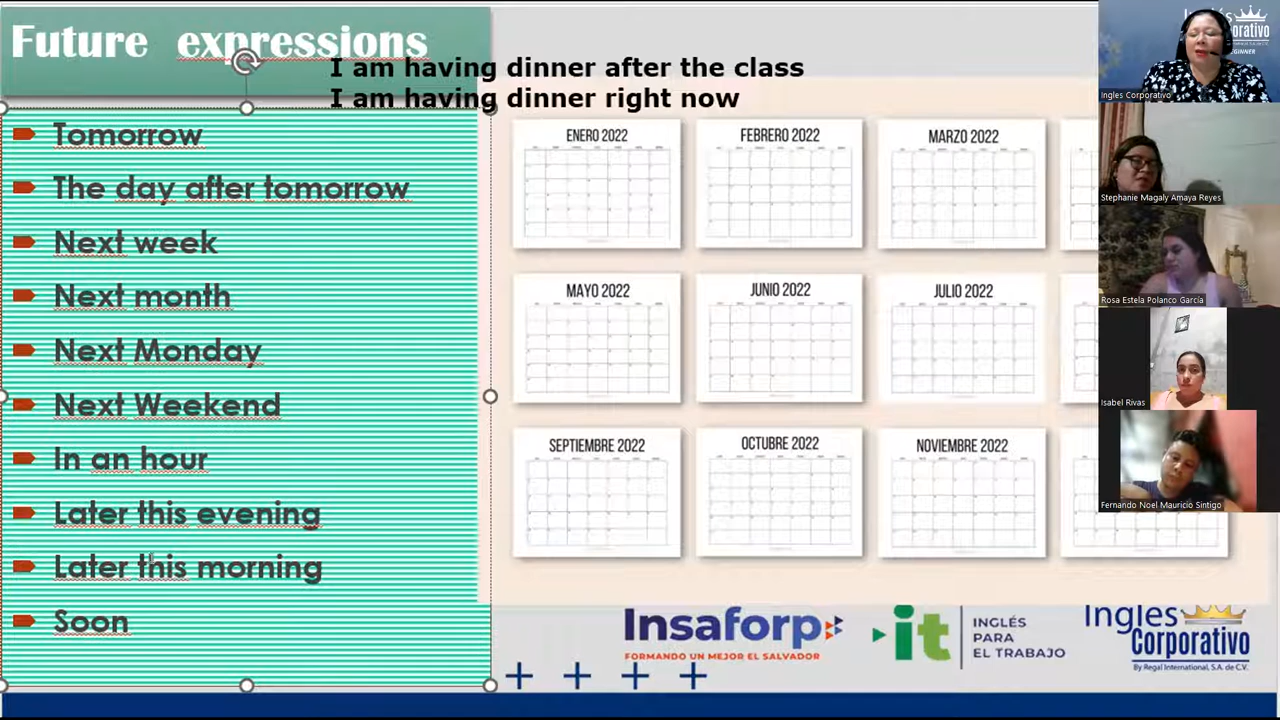 Future expressions
I am having dinner after the class
I am having dinner right now
Tomorrow
The day after tomorrow
Next week
Next month
Next Monday
Next Weekend
In an hour
Later this evening
Later this morning
Soon
ENERO 2022
FEBRERO 2022
MARZO 2022
MAYO 2022
JUNIO 2022
JULIO 2022
SEPTIEMBRE 2022
OCTUBRE 2022
NOVIEMBRE 2022
Insaforp
FORMANDO UN MEJOR EL SALVADOR
it
INGLÉS
PARA
EL TRABAJO
Ingles
Corporativo
By Regal International, S.A. de C.V.
Ingles Corporativo
Stephanie Magaly Amaya Reyes
Rosa Estela Polanco García
Isabel Rivas
Fernando Noel Mauricio Sintigo